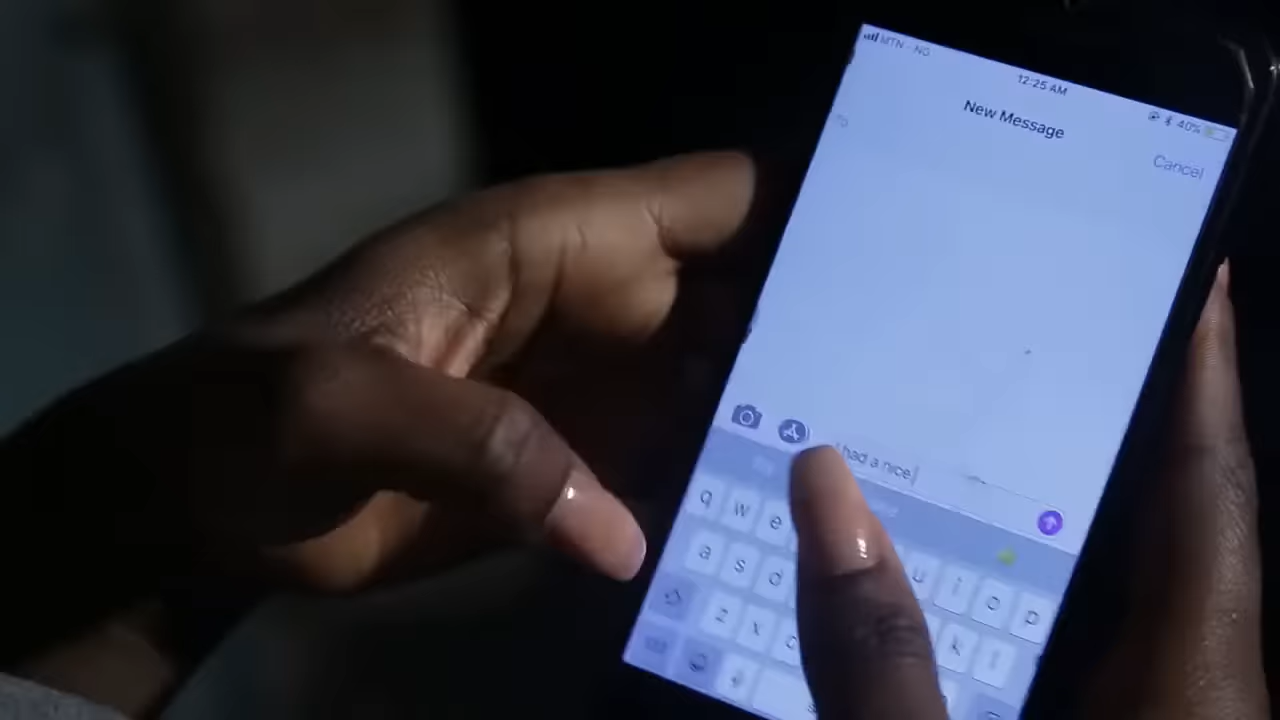 MTN - NG
12:25 AM
40%
New Message
Cancel
I had a nice
q w e u i o p
a s d k l
z x